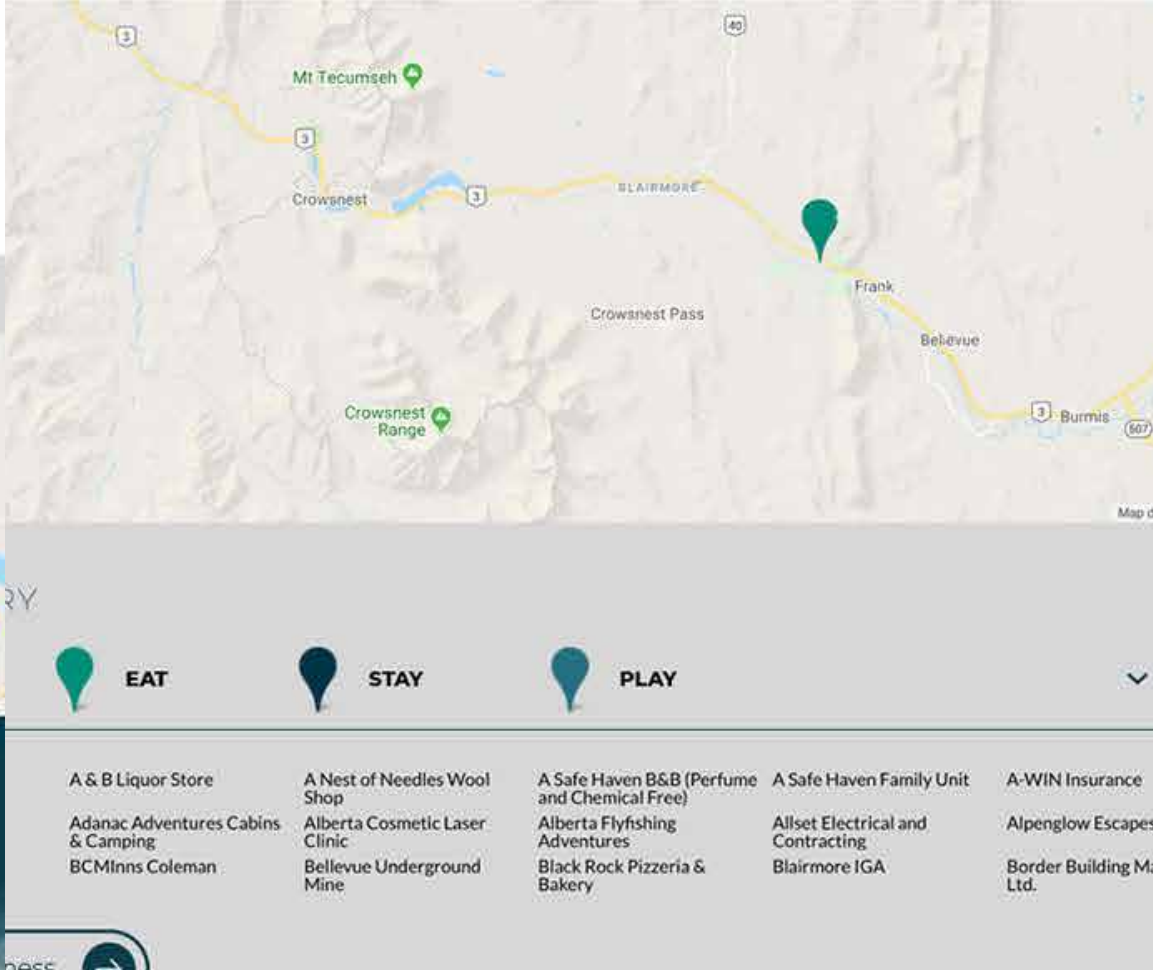 3
40
Mt Tecumseh
3
3
BLAIRMORE
Crowsnest
Frank
Crowsnest Pass
Bellevue
Crowsnest
Range
3
Burmis
507
Map d
RY
EAT
STAY
PLAY
A & B Liquor Store
A Nest of Needles Wool
Shop
A Safe Haven B&B (Perfume
and Chemical Free)
A Safe Haven Family Unit
A-WIN Insurance
Adanac Adventures Cabins
& Camping
Alberta Cosmetic Laser
Clinic
Alberta Flyfishing
Adventures
Allset Electrical and
Contracting
Alpenglow Escapes
BCMInns Coleman
Bellevue Underground
Mine
Black Rock Pizzeria &
Bakery
Blairmore IGA
Border Building Ma
Ltd.
ness